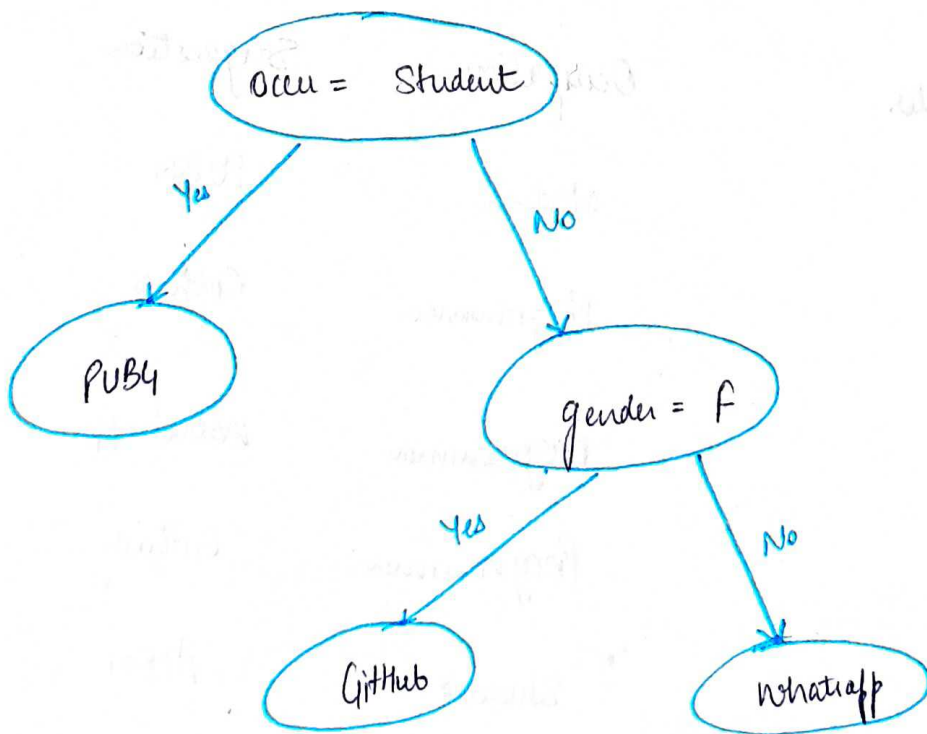 Occu = Student
Yes
No
PUBG
gender = F
Yes
No
GitHub
Whatsapp